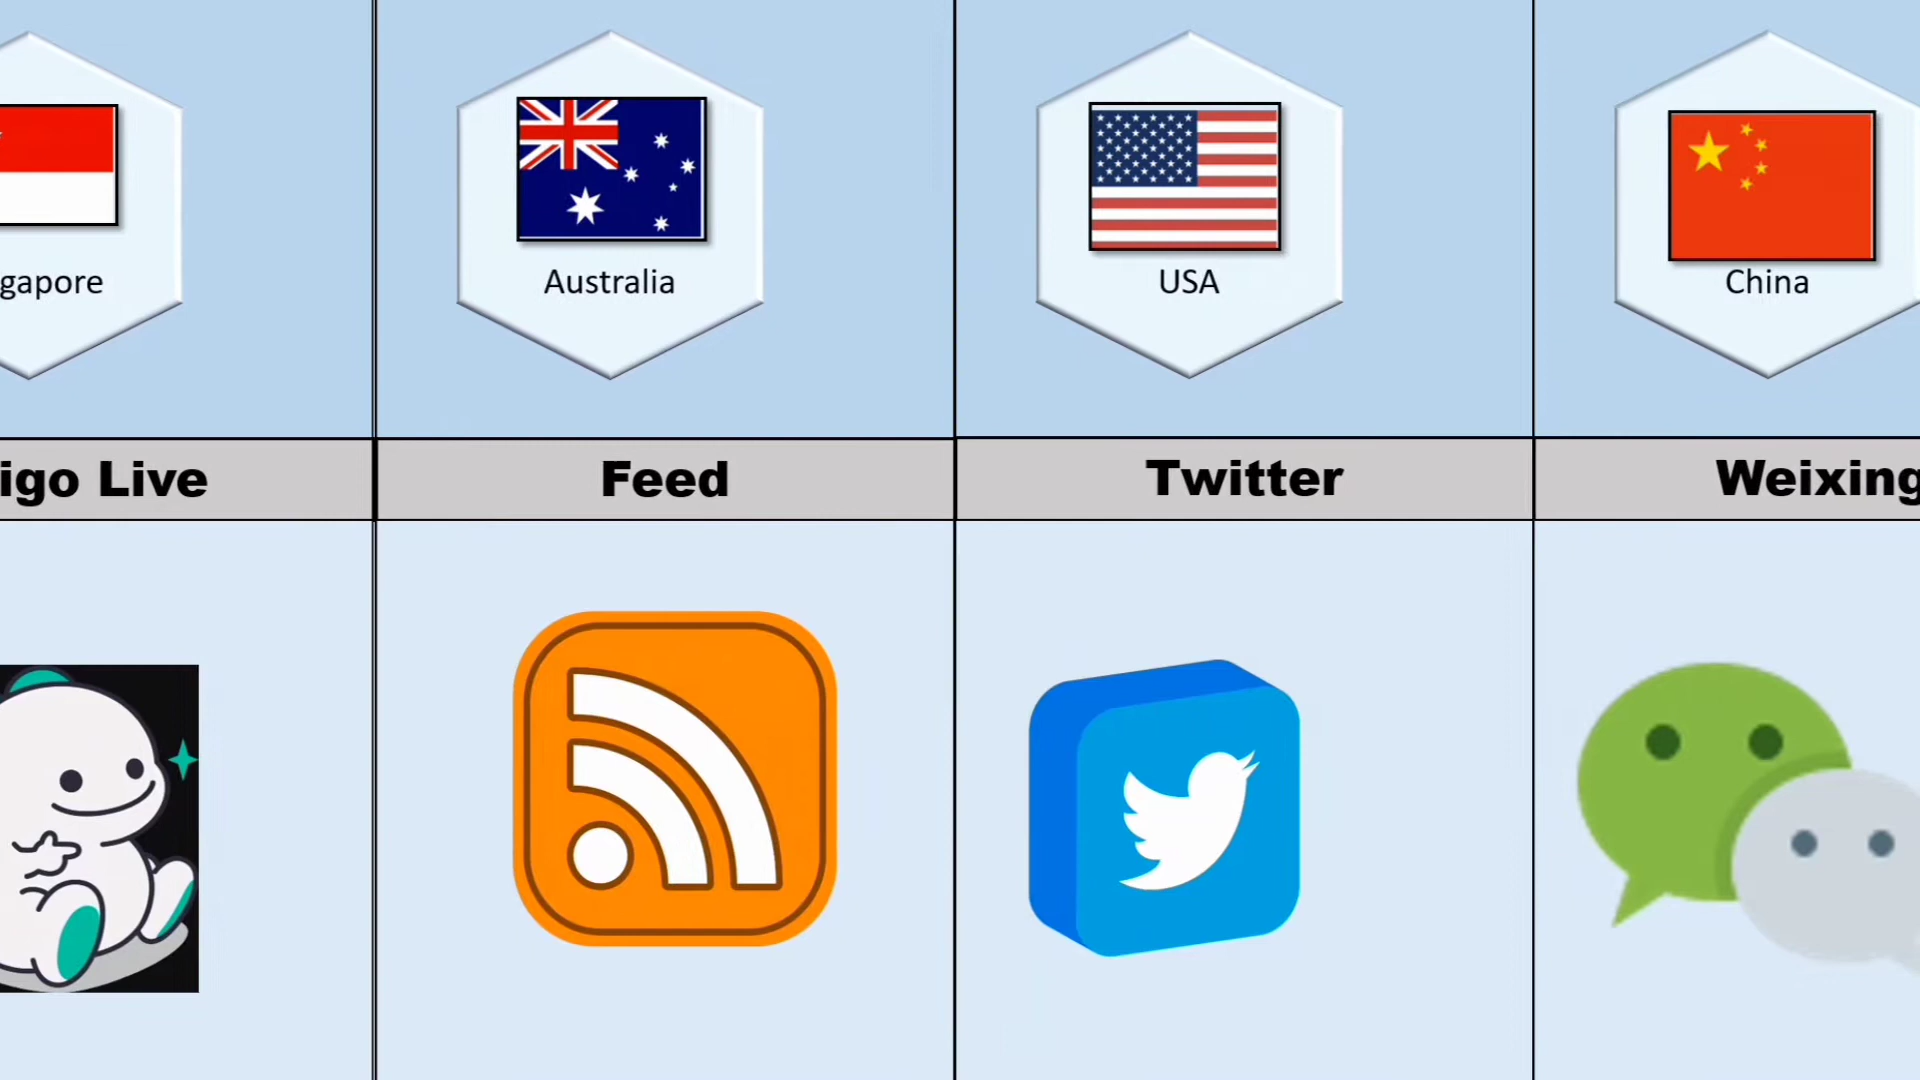 gapore
Australia
USA
China
igo Live
Feed
Twitter
Weixing